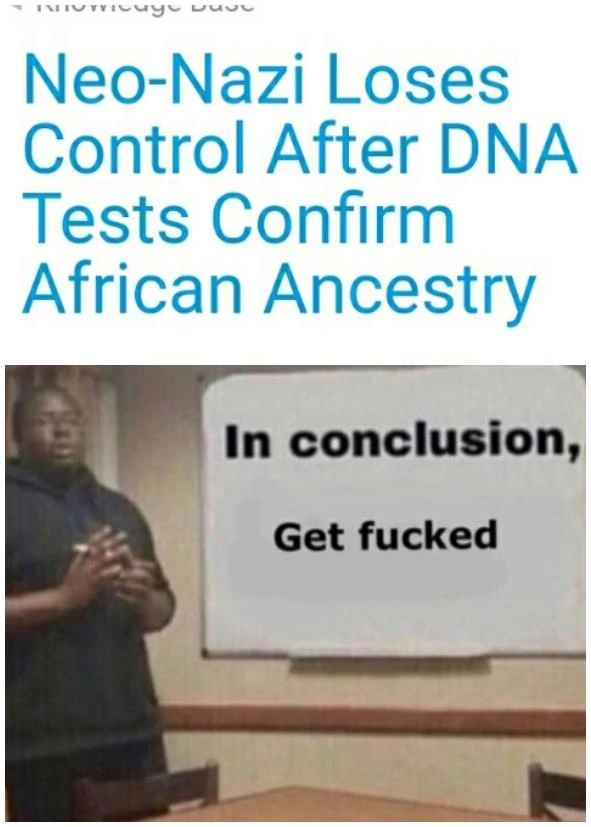 Neo-Nazi Loses
Control After DNA
Tests Confirm
African Ancestry
In conclusion,
Get fucked